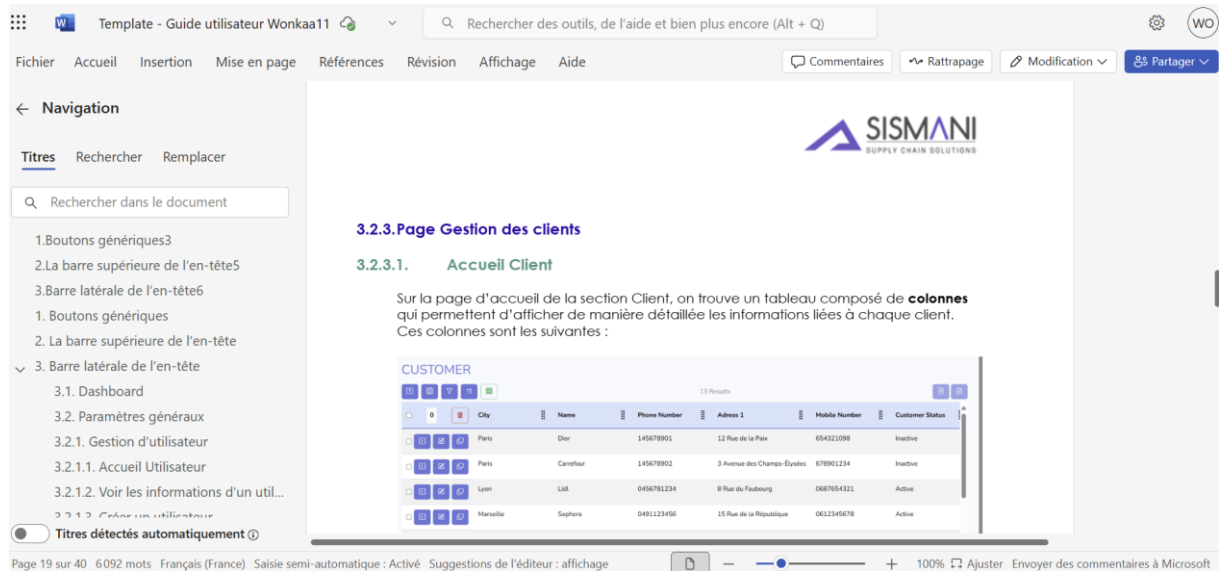 Template - Guide utilisateur Wonkaa11
Rechercher des outils, de l'aide et bien plus encore (Alt + Q)
WO
Fichier Accueil Insertion Mise en page Références Révision Affichage Aide
Commentaires Rattrapage Modification Partager
Navigation
Titres Rechercher Remplacer
Rechercher dans le document
1.Boutons génériques3
2.La barre supérieure de l'en-tête5
3.Barre latérale de l'en-tête6
1. Boutons génériques
2. La barre supérieure de l'en-tête
3. Barre latérale de l'en-tête
3.1. Dashboard
3.2. Paramètres généraux
3.2.1. Gestion d'utilisateur
3.2.1.1. Accueil Utilisateur
3.2.1.2. Voir les informations d'un util...
3.2.1.3. Créer un utilisateur
Titres détectés automatiquement
SISMANI
SUPPLY CHAIN SOLUTIONS
3.2.3.Page Gestion des clients
3.2.3.1. Accueil Client
Sur la page d'accueil de la section Client, on trouve un tableau composé de colonnes
qui permettent d'afficher de manière détaillée les informations liées à chaque client.
Ces colonnes sont les suivantes :
CUSTOMER
13 Results
0 City Name Phone Number Adress 1 Mobile Number Customer Status
Paris Dior 145678901 12 Rue de la Paix 654321098 Inactive
Paris Carrefour 145678902 3 Avenue des Champs-Élysées 678901234 Inactive
Lyon Lidl 0456781234 8 Rue du Faubourg 0687654321 Active
Marseille Sephora 0491123456 15 Rue de la République 0612345678 Active
Page 19 sur 40 6092 mots Français (France) Saisie semi-automatique : Activé Suggestions de l'éditeur : affichage
100% Ajuster Envoyer des commentaires à Microsoft